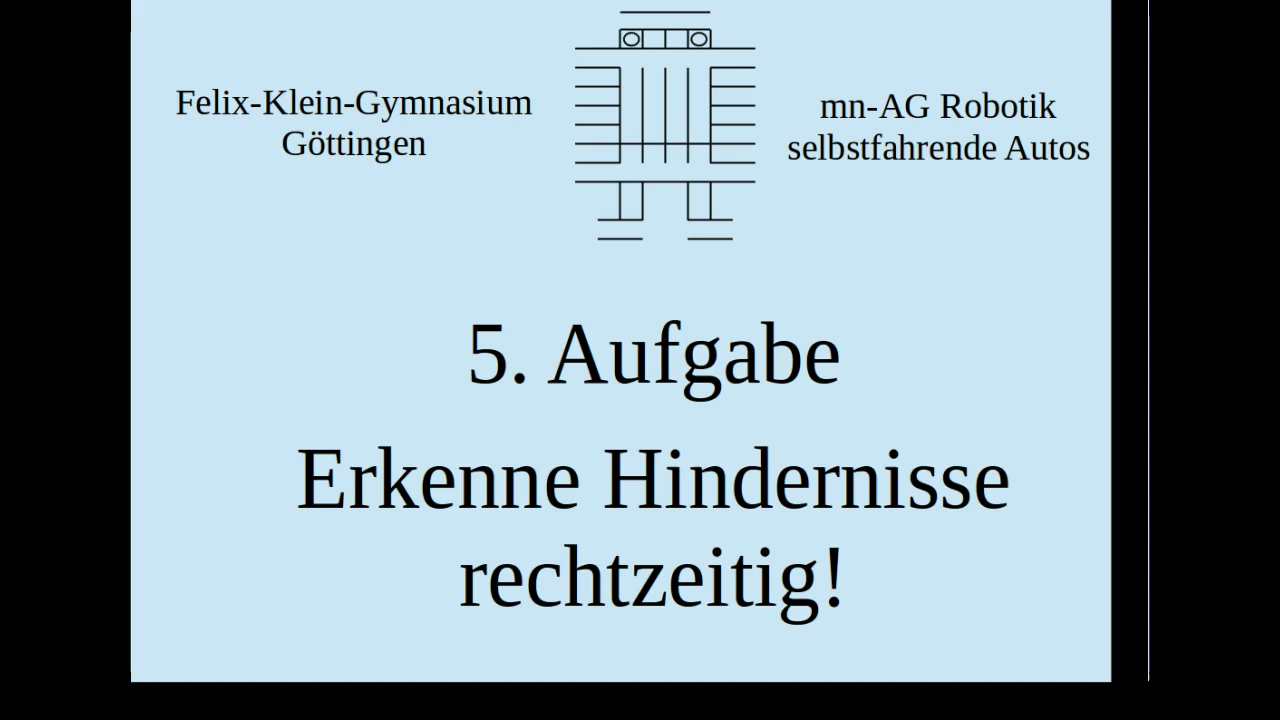 Felix-Klein-Gymnasium
Göttingen
mn-AG Robotik
selbstfahrende Autos
5. Aufgabe
Erkenne Hindernisse
rechtzeitig!